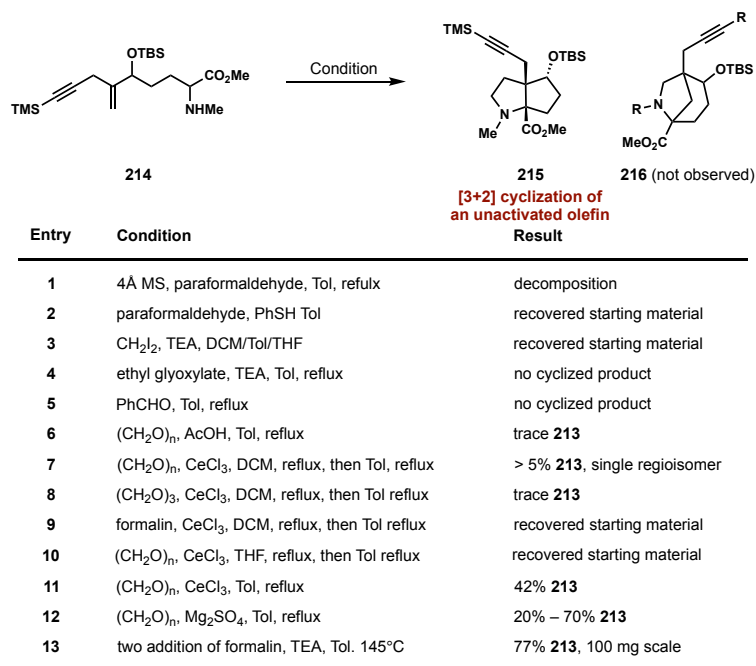 OTBS
CO2Me
NHMe
TMS
214
Condition
TMS
OTBS
N
Me
CO2Me
215
[3+2] cyclization of
an unactivated olefin
R
OTBS
N
R
MeO2C
216 (not observed)
Entry Condition Result
1 4Å MS, paraformaldehyde, Tol, refulx decomposition
2 paraformaldehyde, PhSH Tol recovered starting material
3 CH2I2, TEA, DCM/Tol/THF recovered starting material
4 ethyl glyoxylate, TEA, Tol, reflux no cyclized product
5 PhCHO, Tol, reflux no cyclized product
6 (CH2O)n, AcOH, Tol, reflux trace 213
7 (CH2O)n, CeCl3, DCM, reflux, then Tol, reflux > 5% 213, single regioisomer
8 (CH2O)3, CeCl3, DCM, reflux, then Tol reflux trace 213
9 formalin, CeCl3, DCM, reflux, then Tol reflux recovered starting material
10 (CH2O)n, CeCl3, THF, reflux, then Tol reflux recovered starting material
11 (CH2O)n, CeCl3, Tol, reflux 42% 213
12 (CH2O)n, Mg2SO4, Tol, reflux 20% – 70% 213
13 two addition of formalin, TEA, Tol. 145°C 77% 213, 100 mg scale